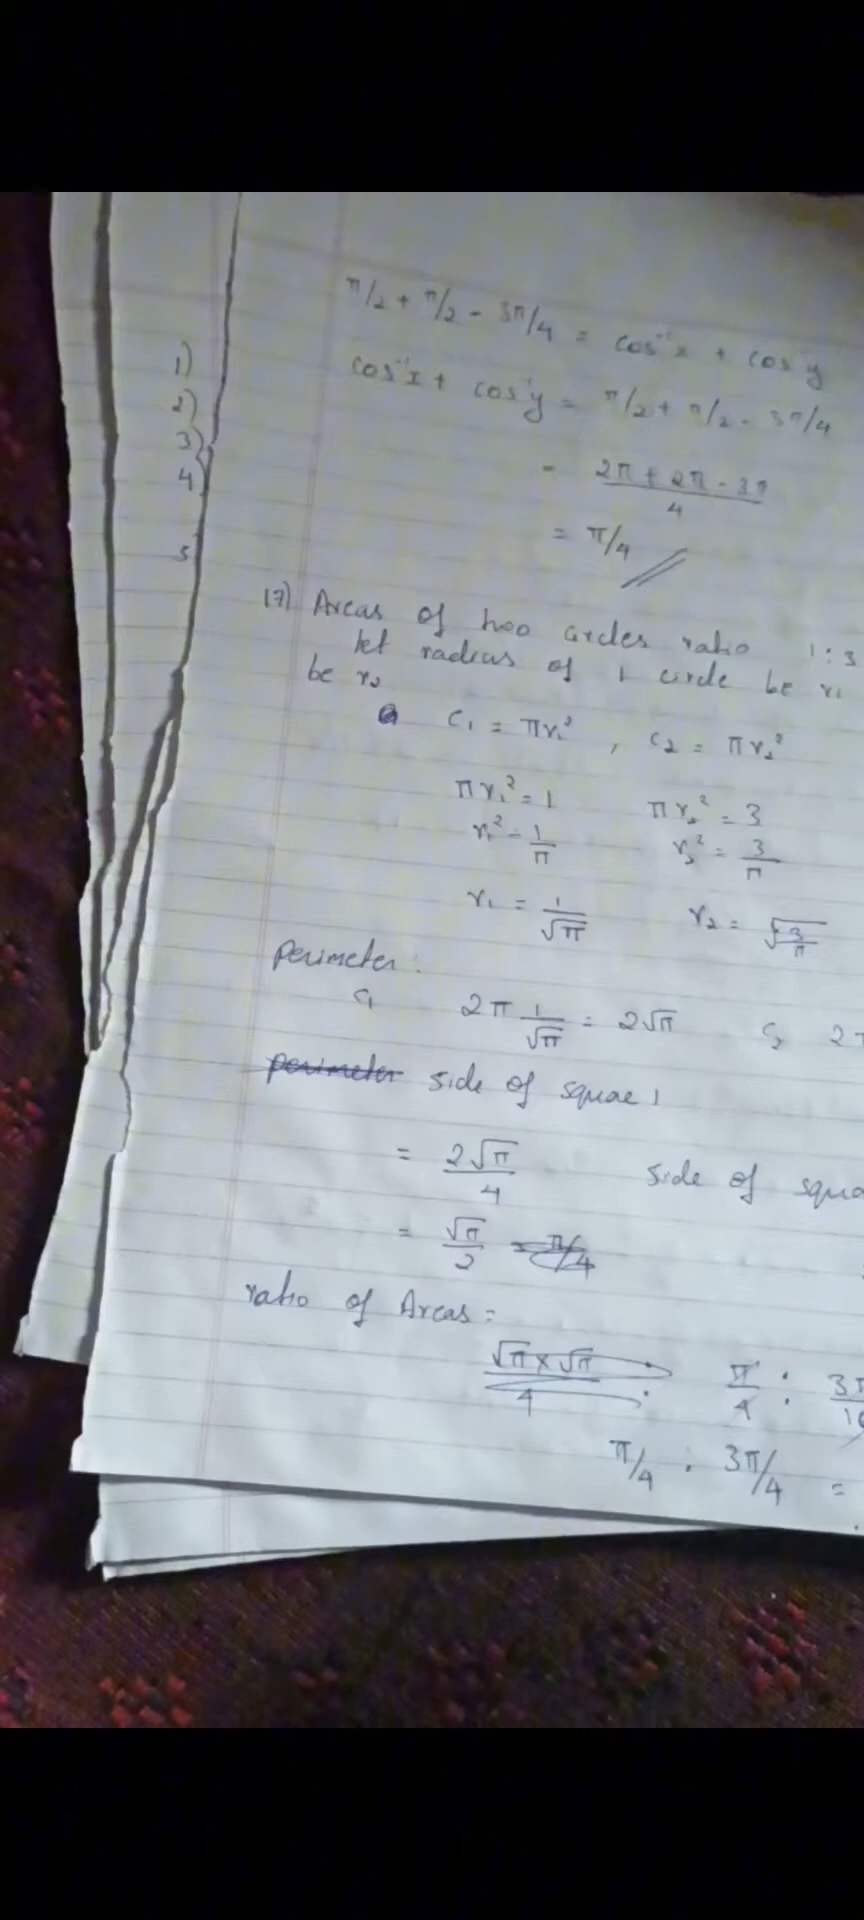 π/2 + π/2 - 3π/4 = cos⁻¹x + cos⁻¹y
cos⁻¹x + cos⁻¹y = π/2 + π/2 - 3π/4
= (2π + 2π - 3π)/4
= π/4
1)
2)
3)
4)
5
17) Areas of two circles ratio 1:3
let radius of 1 circle be r₁
be r₂
C₁ = πr₁², C₂ = πr₂²
πr₁² = 1 πr₂² = 3
r₁² = 1/π r₂² = 3/π
r₁ = 1/√π r₂ = √(3/π)
Perimeter.
C₁ 2π 1/√π = 2√π C₂ 2
side of square 1
= 2√π/4 Side of squa
= √π/2
ratio of Areas =
π/4 :
π/4 : 3π/4 =